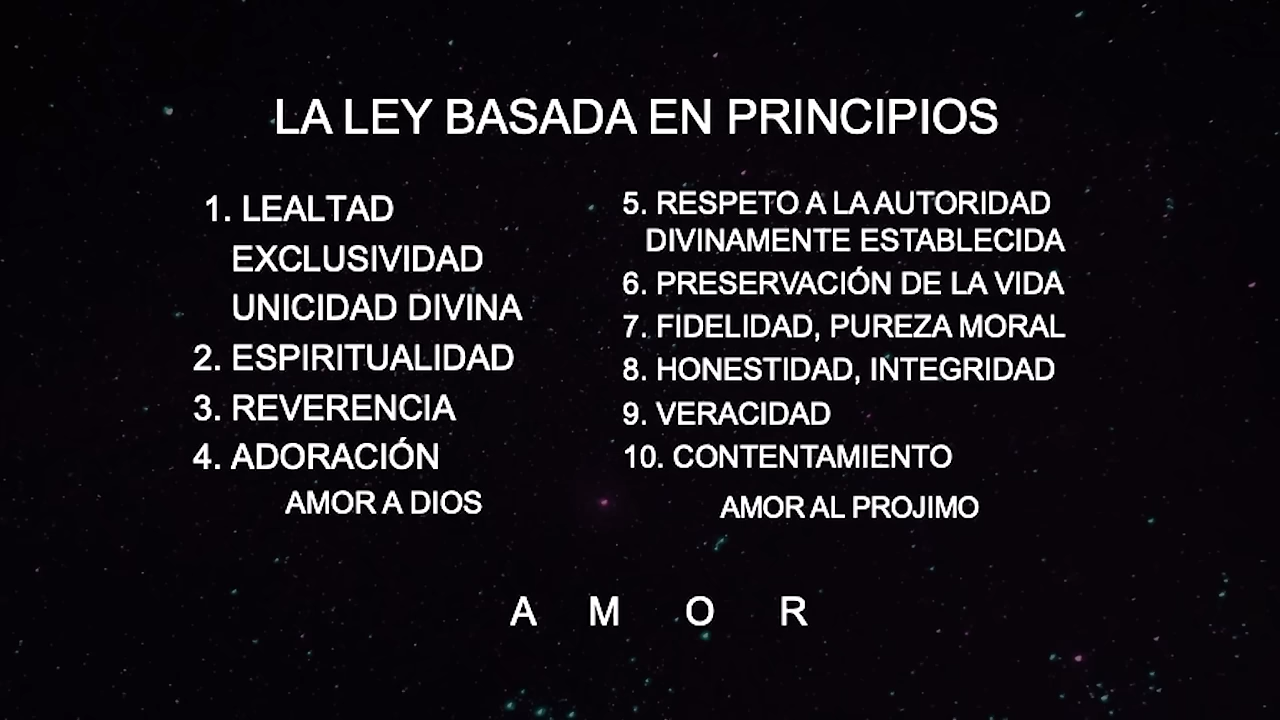 LA LEY BASADA EN PRINCIPIOS
1. LEALTAD
EXCLUSIVIDAD
UNICIDAD DIVINA
2. ESPIRITUALIDAD
3. REVERENCIA
4. ADORACIÓN
AMOR A DIOS
5. RESPETO A LA AUTORIDAD
DIVINAMENTE ESTABLECIDA
6. PRESERVACIÓN DE LA VIDA
7. FIDELIDAD, PUREZA MORAL
8. HONESTIDAD, INTEGRIDAD
9. VERACIDAD
10. CONTENTAMIENTO
AMOR AL PROJIMO
A M O R